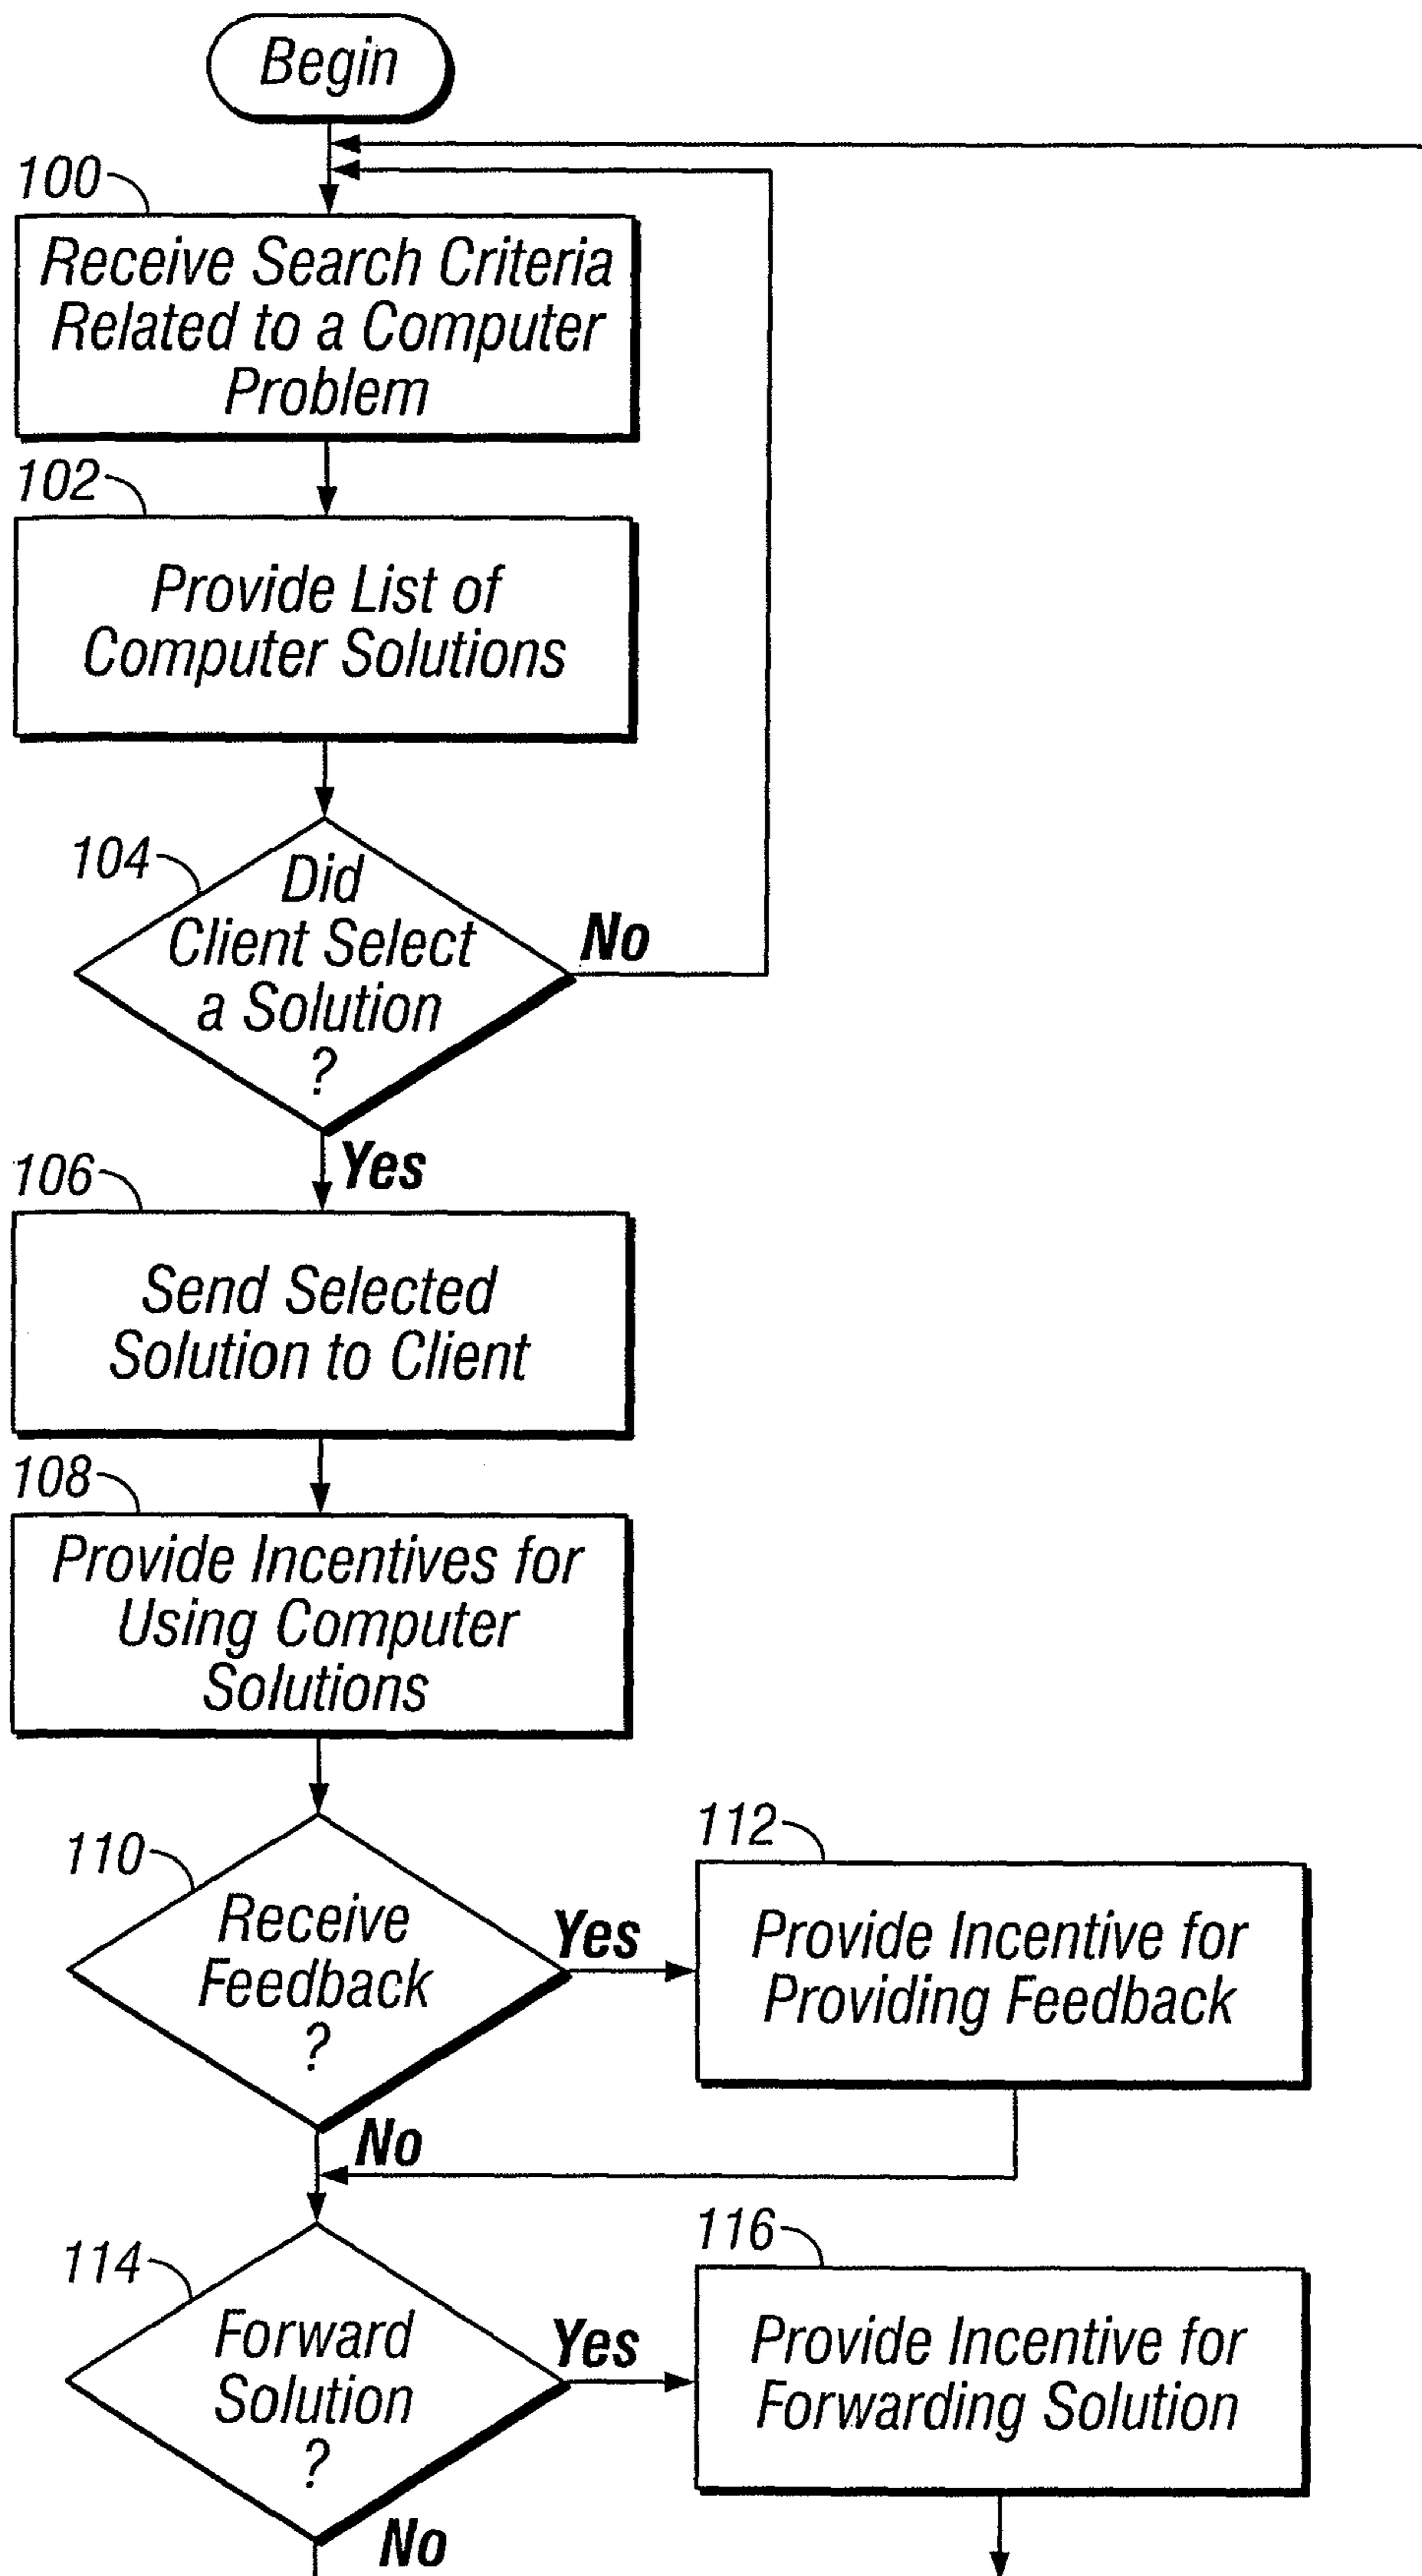 Begin
100
Receive Search Criteria
Related to a Computer
Problem
102
Provide List of
Computer Solutions
104
Did
Client Select
a Solution
?
No
Yes
106
Send Selected
Solution to Client
108
Provide Incentives for
Using Computer
Solutions
110
Receive
Feedback
?
Yes
112
Provide Incentive for
Providing Feedback
No
114
Forward
Solution
?
Yes
116
Provide Incentive for
Forwarding Solution
No